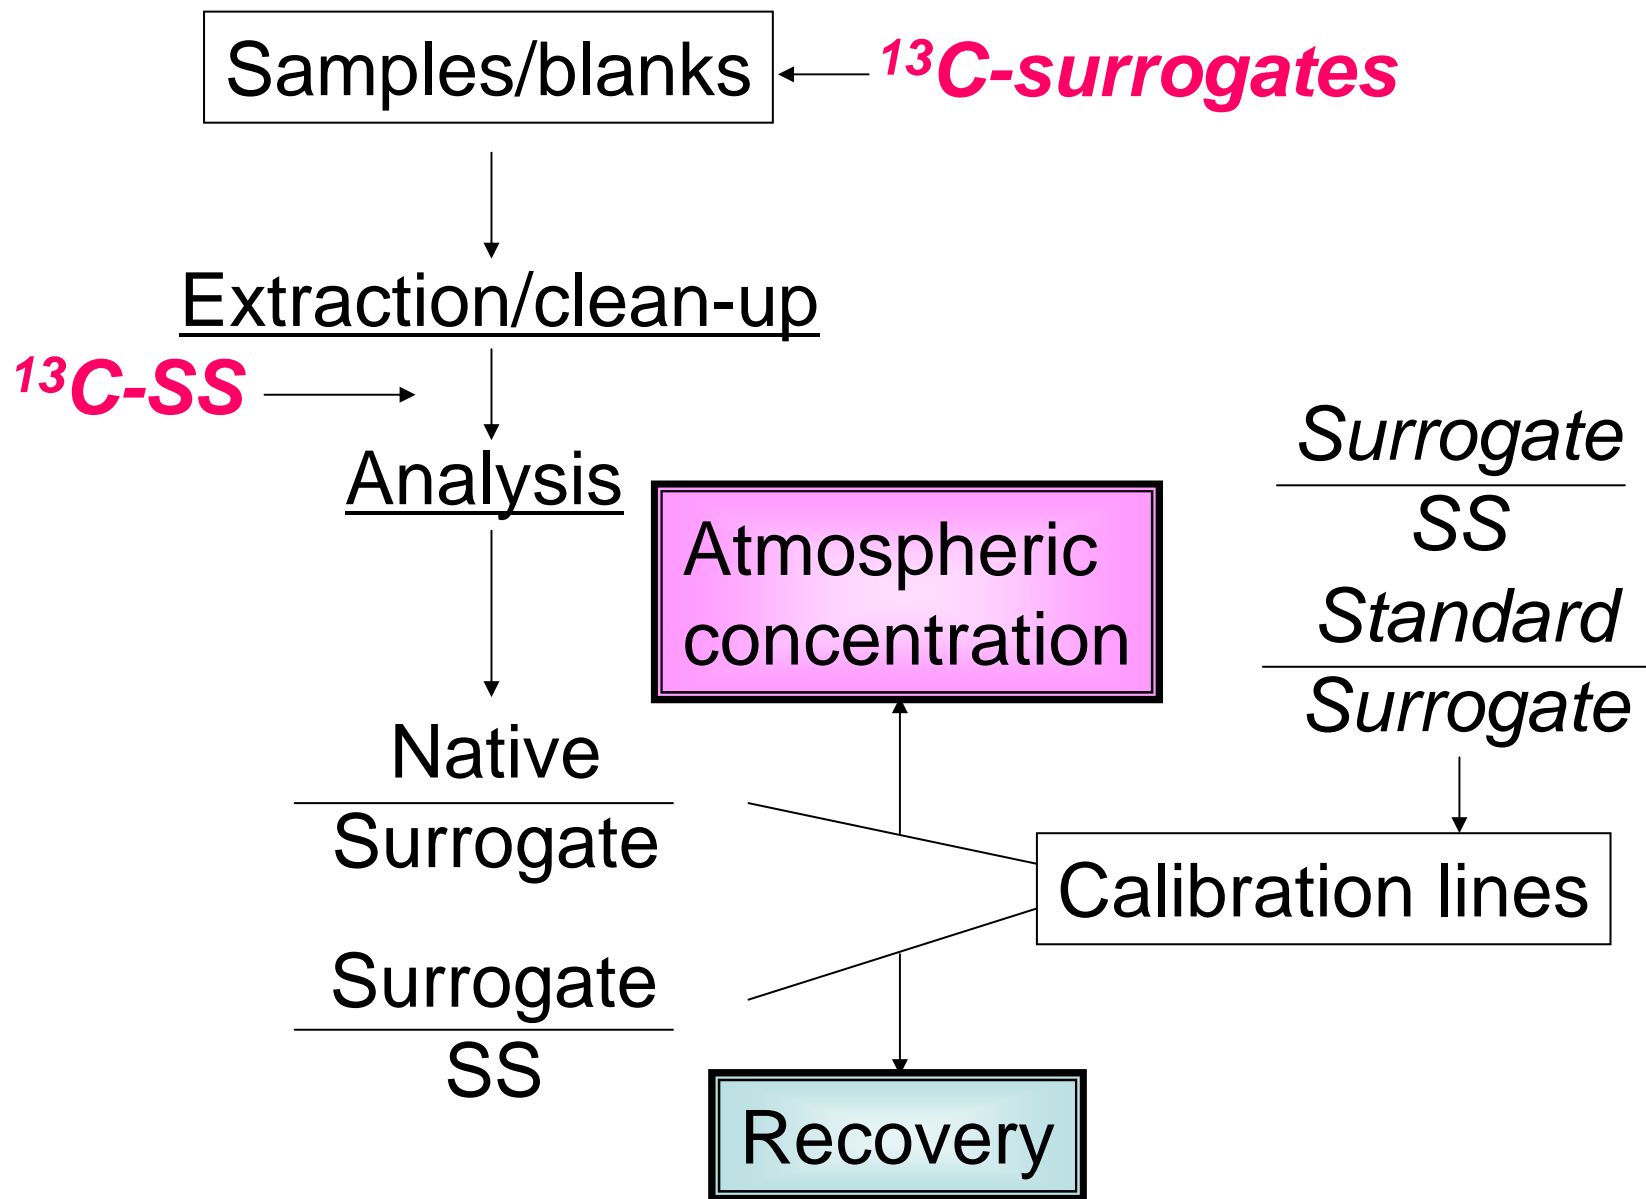 Samples/blanks
¹³C-surrogates
Extraction/clean-up
¹³C-SS
Analysis
Surrogate
SS
Standard
Surrogate
Atmospheric
concentration
Native
Surrogate
Calibration lines
Surrogate
SS
Recovery